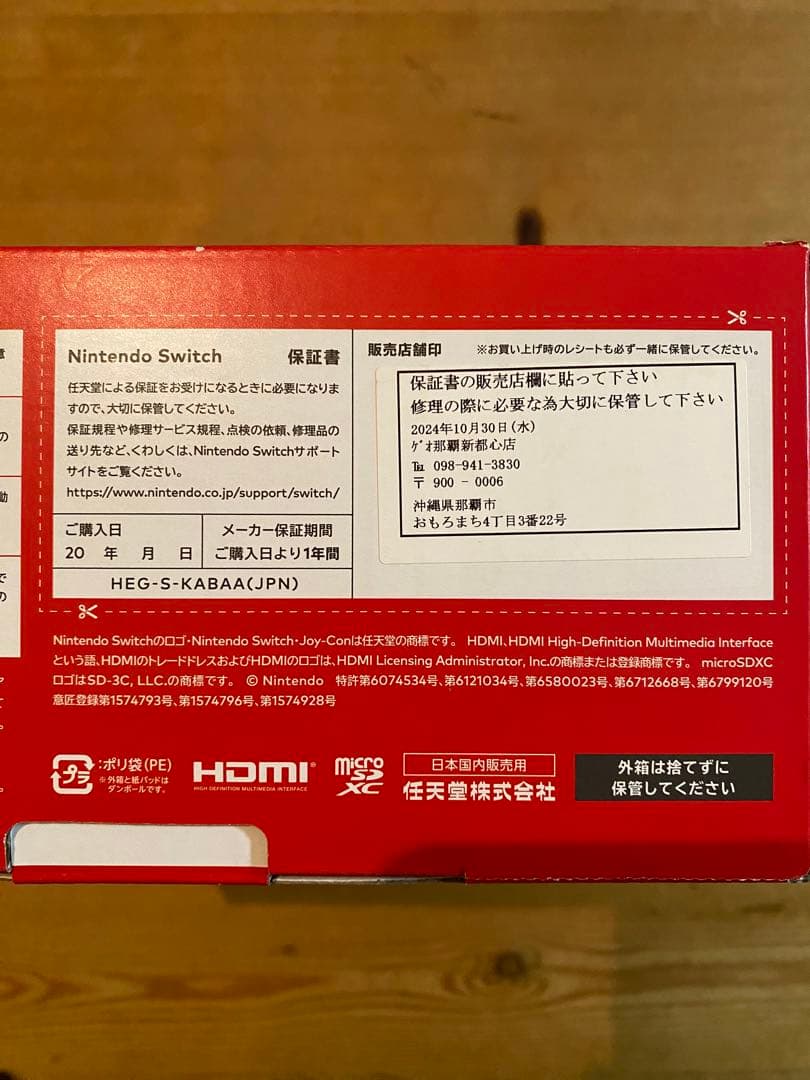 Nintendo Switch 保証書
任天堂による保証をお受けになるときに必要になりま
すので、大切に保管してください。
保証規程や修理サービス規程、点検の依頼、修理品の
送り先など、くわしくは、Nintendo Switchサポート
サイトをご覧ください。
https://www.nintendo.co.jp/support/switch/
ご購入日
20 年 月 日
メーカー保証期間
ご購入日より1年間
HEG-S-KABAA(JPN)
販売店舗印 ※お買い上げ時のレシートも必ず一緒に保管してください。
保証書の販売店欄に貼って下さい
修理の際に必要な為大切に保管して下さい
2024年10月30日(水)
ゲオ那覇新都心店
℡ 098-941-3830
〒 900 - 0006
沖縄県那覇市
おもろまち4丁目3番22号
Nintendo Switchのロゴ・Nintendo Switch・Joy-Conは任天堂の商標です。 HDMI、HDMI High-Definition Multimedia Interface
という語、HDMIのトレードドレスおよびHDMIのロゴは、HDMI Licensing Administrator, Inc.の商標または登録商標です。 microSDXC
ロゴはSD-3C, LLC.の商標です。 © Nintendo 特許第6074534号、第6121034号、第6580023号、第6712668号、第6799120号
意匠登録第1574793号、第1574796号、第1574928号
プラ
:ポリ袋(PE)
※外箱と紙パッドは
ダンボールです。
HDMI®
HIGH DEFINITION MULTIMEDIA INTERFACE
micro
SD
XC
日本国内販売用
任天堂株式会社
外箱は捨てずに
保管してください